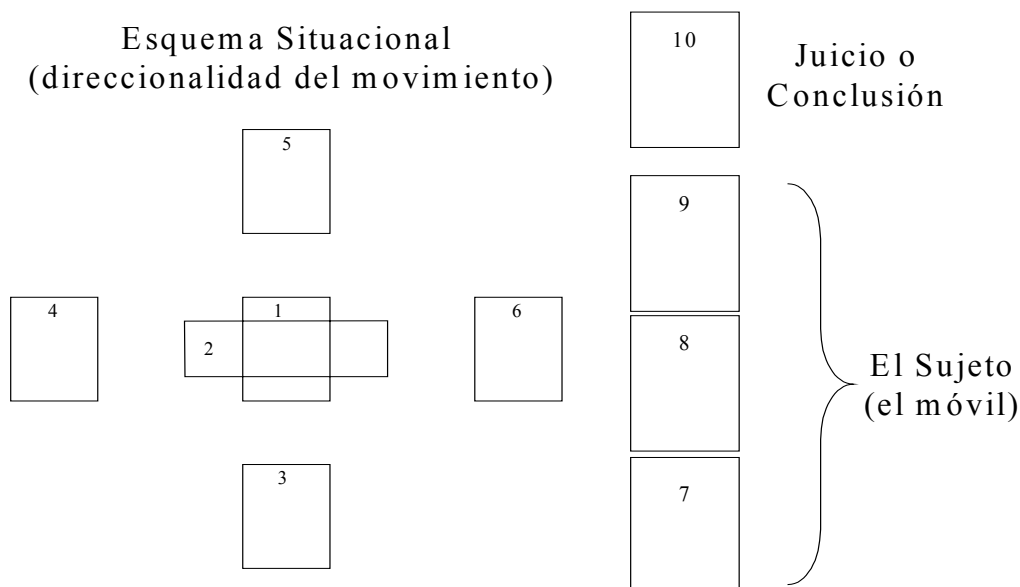 Esquema Situacional
(direccionalidad del movimiento)
10
Juicio o
Conclusión
5
9
4
1
6
2
8
El Sujeto
(el móvil)
3
7